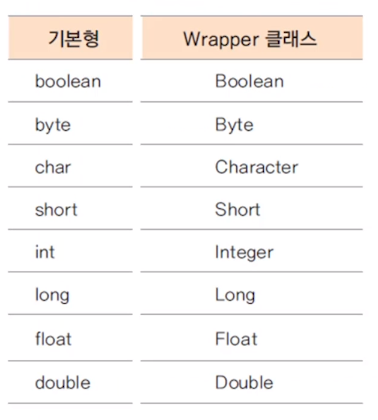 기본형 Wrapper 클래스
boolean Boolean
byte Byte
char Character
short Short
int Integer
long Long
float Float
double Double